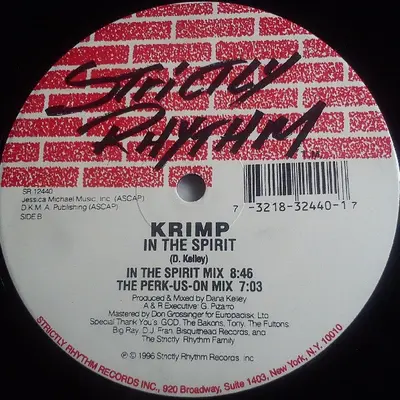 STRICTLY
RHYTHM
SR 12440
Jessica Michael Music, Inc. (ASCAP)
D.K.M.A. Publishing (ASCAP)
SIDE B
7 -3218-32440-1 7
KRIMP
IN THE SPIRIT
(D. Kelley)
IN THE SPIRIT MIX 8:46
THE PERK-US-ON MIX 7:03
Produced & Mixed by Dana Kelley
A & R Executive: G. Pizarro
Mastered by Don Grossinger for Europadisk, Ltd.
Special Thank You's: GOD, The Bakons, Tony, The Fultons,
Big Ray, D.J. Fran, Bisquithead Records, and
The Strictly Rhythm Family
℗ © 1996 Strictly Rhythm Records, Inc
STRICTLY RHYTHM RECORDS INC., 920 Broadway, Suite 1403, New York, N.Y. 10010